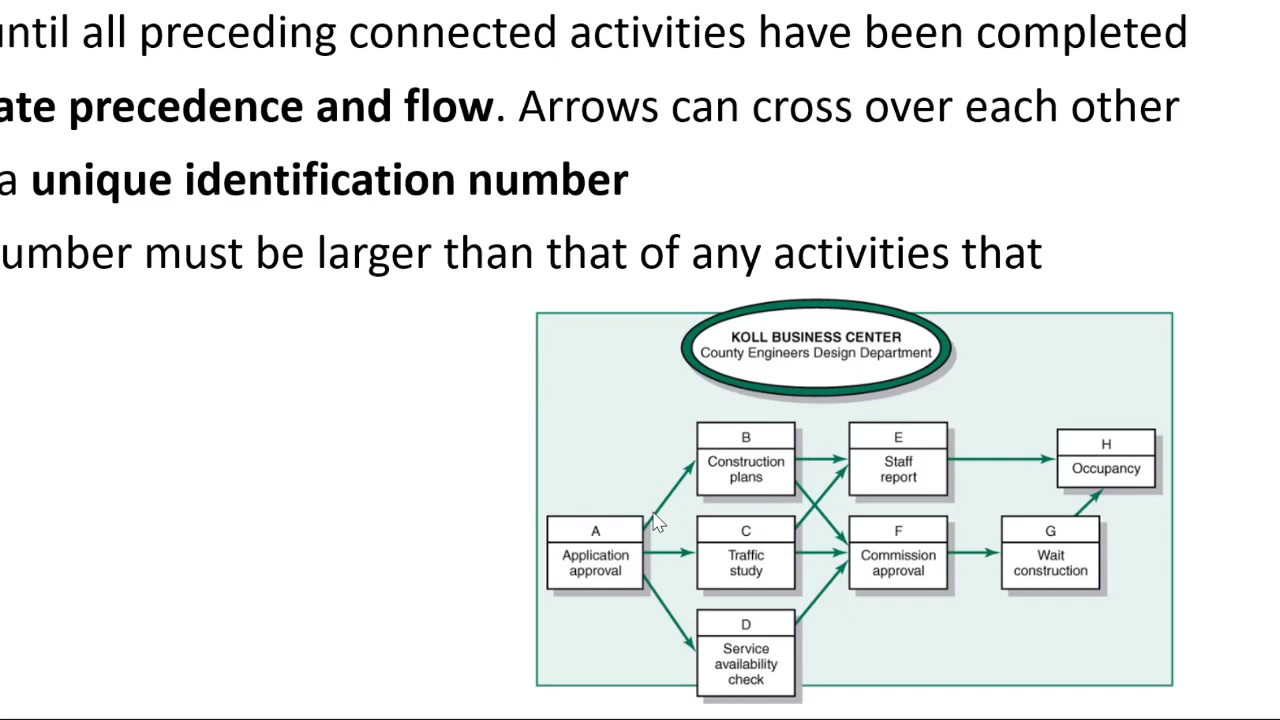 until all preceding connected activities have been completed
ate precedence and flow. Arrows can cross over each other
a unique identification number
umber must be larger than that of any activities that
KOLL BUSINESS CENTER
County Engineers Design Department
B
Construction
plans
E
Staff
report
H
Occupancy
A
Application
approval
C
Traffic
study
F
Commission
approval
G
Wait
construction
D
Service
availability
check